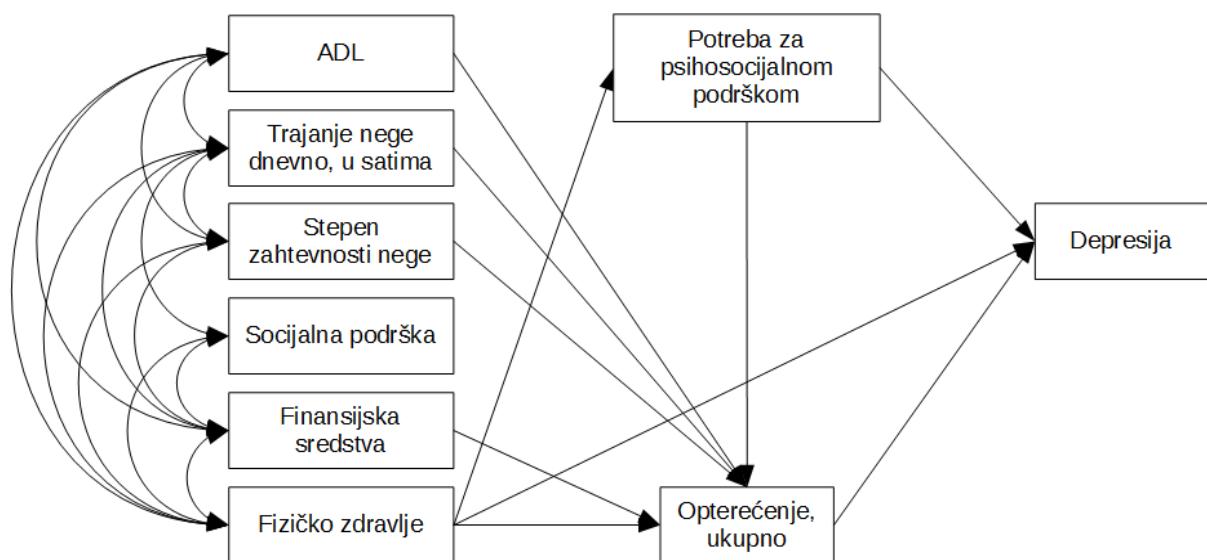 ADL
Trajanje nege
dnevno, u satima
Stepen
zahtevnosti nege
Socijalna podrška
Finansijska
sredstva
Fizičko zdravlje
Potreba za
psihosocijalnom
podrškom
Opterećenje,
ukupno
Depresija